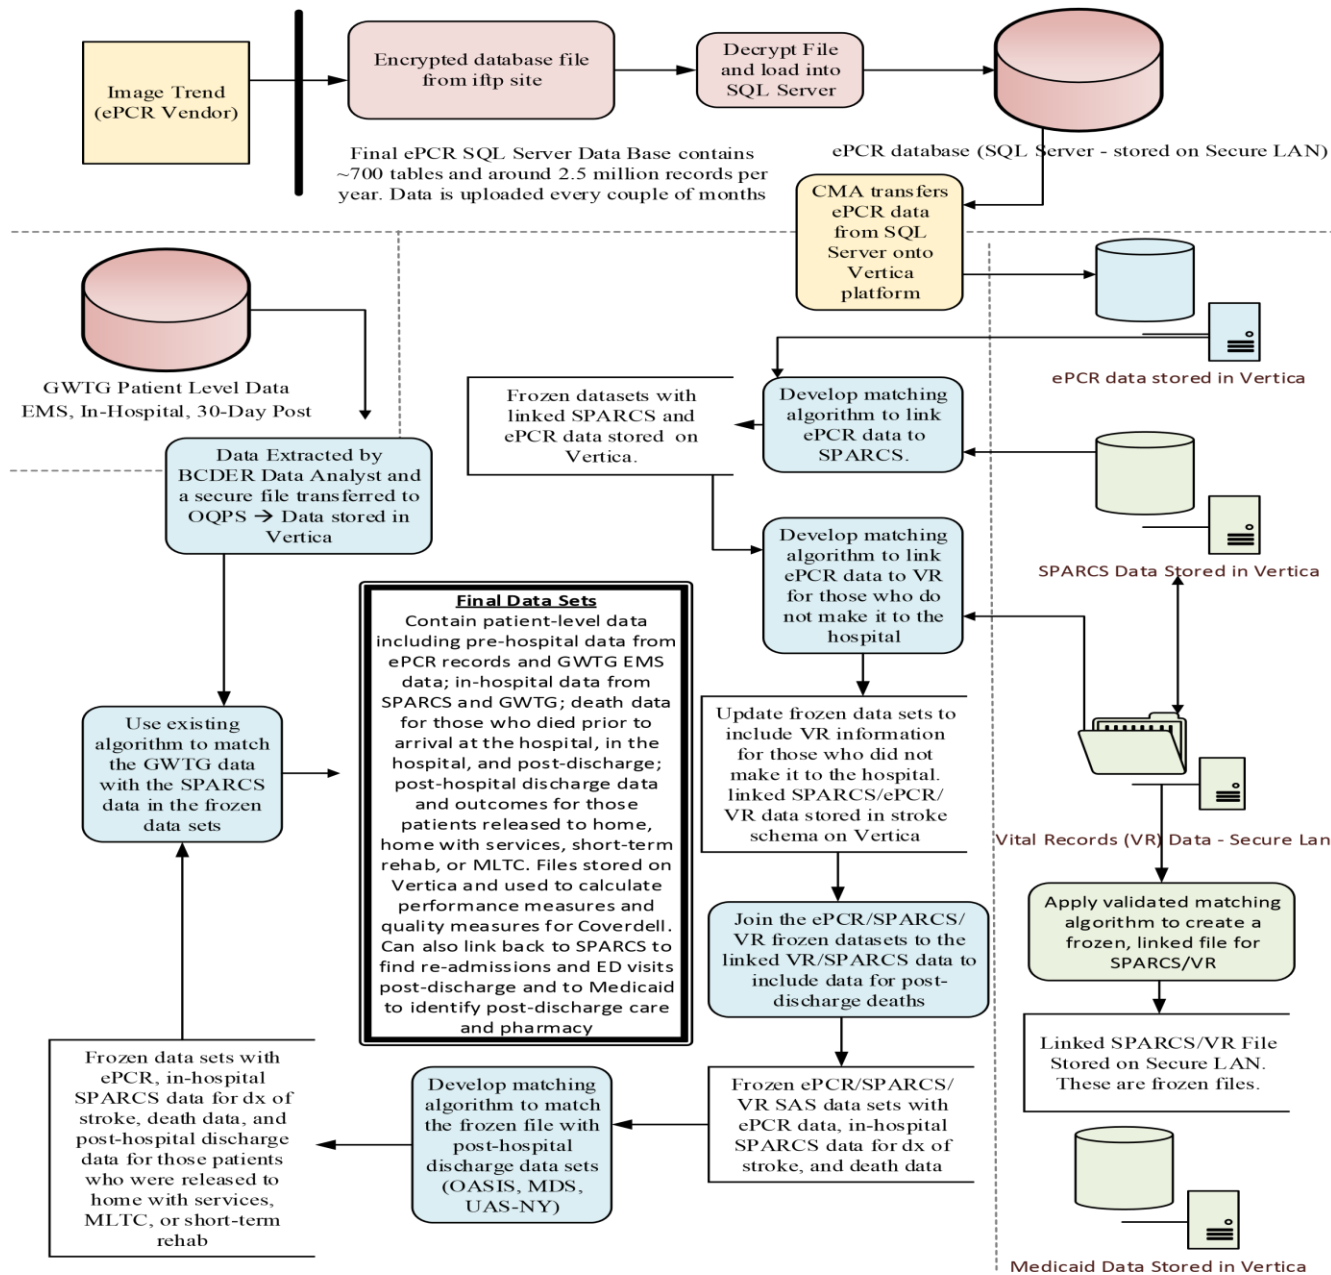 Image Trend
(ePCR Vendor)
Encrypted database file
from iftp site
Decrypt File
and load into
SQL Server
Final ePCR SQL Server Data Base contains
~700 tables and around 2.5 million records per
year. Data is uploaded every couple of months
ePCR database (SQL Server - stored on Secure LAN)
CMA transfers
ePCR data
from SQL
Server onto
Vertica
platform
ePCR data stored in Vertica
GWTG Patient Level Data
EMS, In-Hospital, 30-Day Post
Data Extracted by
BCDER Data Analyst and
a secure file transferred to
OQPS → Data stored in
Vertica
Frozen datasets with
linked SPARCS and
ePCR data stored on
Vertica.
Develop matching
algorithm to link
ePCR data to
SPARCS.
SPARCS Data Stored in Vertica
Develop matching
algorithm to link
ePCR data to VR
for those who do
not make it to the
hospital
Final Data Sets
Contain patient-level data
including pre-hospital data from
ePCR records and GWTG EMS
data; in-hospital data from
SPARCS and GWTG; death data
for those who died prior to
arrival at the hospital, in the
hospital, and post-discharge;
post-hospital discharge data
and outcomes for those
patients released to home,
home with services, short-term
rehab, or MLTC. Files stored on
Vertica and used to calculate
performance measures and
quality measures for Coverdell.
Can also link back to SPARCS to
find re-admissions and ED visits
post-discharge and to Medicaid
to identify post-discharge care
and pharmacy
Use existing
algorithm to match
the GWTG data
with the SPARCS
data in the frozen
data sets
Update frozen data sets to
include VR information
for those who did not
make it to the hospital.
linked SPARCS/ePCR/
VR data stored in stroke
schema on Vertica
Vital Records (VR) Data - Secure Lan
Apply validated matching
algorithm to create a
frozen, linked file for
SPARCS/VR
Join the ePCR/SPARCS/
VR frozen datasets to the
linked VR/SPARCS data to
include data for post-
discharge deaths
Linked SPARCS/VR File
Stored on Secure LAN.
These are frozen files.
Frozen data sets with
ePCR, in-hospital
SPARCS data for dx of
stroke, death data, and
post-hospital discharge
data for those patients
who were released to
home with services,
MLTC, or short-term
rehab
Develop matching
algorithm to match
the frozen file with
post-hospital
discharge data sets
(OASIS, MDS,
UAS-NY)
Frozen ePCR/SPARCS/
VR SAS data sets with
ePCR data, in-hospital
SPARCS data for dx of
stroke, and death data
Medicaid Data Stored in Vertica